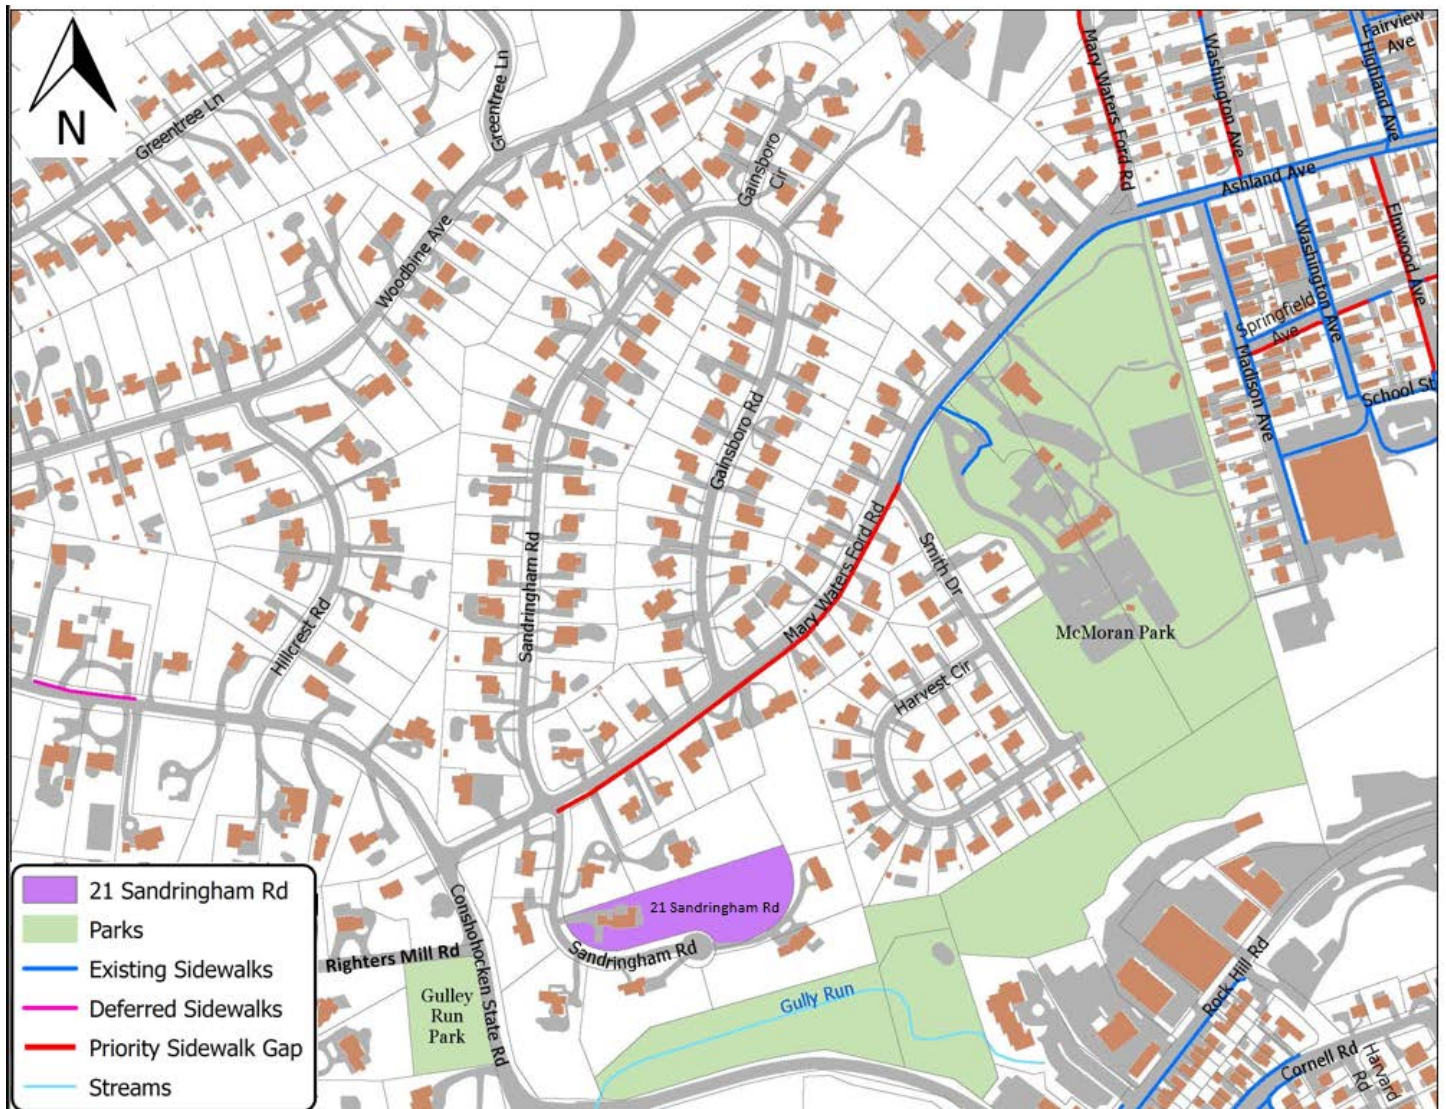 N
Greentree Ln
Greentree Ln
Woodbine Ave
Gainsboro
Cir
Mary Waters Ford Rd
Washington Ave
Highland Ave
Fairview
Ave
Ashland Ave
Elmwood Ave
Washington Ave
Springfield
Ave
S Madison Ave
School St
Gainsboro Rd
Sandringham Rd
Mary Waters Ford Rd
Smith Dr
McMoran Park
Harvest Cir
Hillcrest Rd
21 Sandringham Rd
Sandringham Rd
Conshohocken State Rd
Righters Mill Rd
Gulley
Run
Park
Gully Run
Rock Hill Rd
Cornell Rd
Harvard
Rd
21 Sandringham Rd
Parks
Existing Sidewalks
Deferred Sidewalks
Priority Sidewalk Gap
Streams